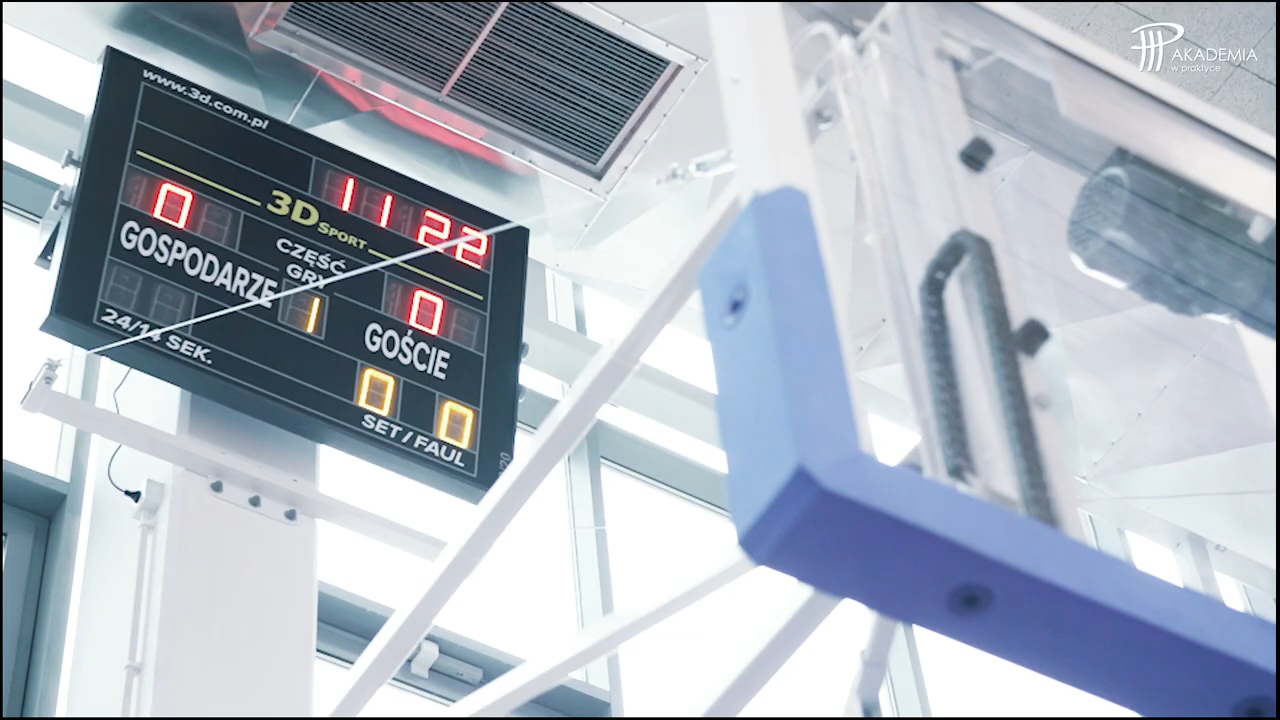 AKADEMIA
w praktyce
www.3d.com.pl
11 22
3D SPORT
0
GOSPODARZE
CZĘŚĆ
GRY
1
0
GOŚCIE
24/14 SEK.
0 0
SET / FAUL